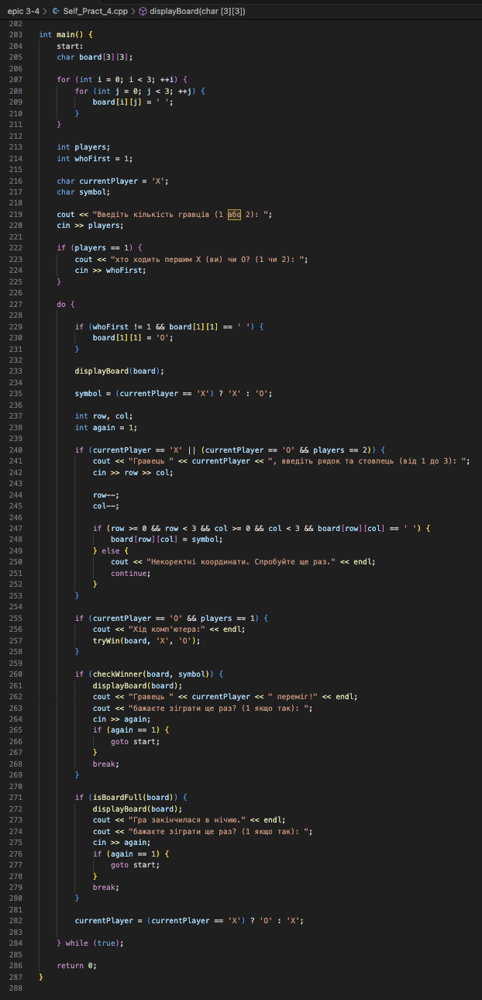 epic 3-4 > Self_Pract_4.cpp > displayBoard(char [3][3])
202
203 int main() {
204     start:
205     char board[3][3];
206
207     for (int i = 0; i < 3; ++i) {
208         for (int j = 0; j < 3; ++j) {
209             board[i][j] = ' ';
210         }
211     }
212
213     int players;
214     int whoFirst = 1;
215
216     char currentPlayer = 'X';
217     char symbol;
218
219     cout << "Введіть кількість гравців (1 або 2): ";
220     cin >> players;
221
222     if (players == 1) {
223         cout << "хто ходить першим X (ви) чи O? (1 чи 2): ";
224         cin >> whoFirst;
225     }
226
227     do {
228
229         if (whoFirst != 1 && board[1][1] == ' ') {
230             board[1][1] = 'O';
231         }
232
233         displayBoard(board);
234
235         symbol = (currentPlayer == 'X') ? 'X' : 'O';
236
237         int row, col;
238         int again = 1;
239
240         if (currentPlayer == 'X' || (currentPlayer == 'O' && players == 2)) {
241             cout << "Гравець " << currentPlayer << ", введіть рядок та стовпець (від 1 до 3): ";
242             cin >> row >> col;
243
244             row--;
245             col--;
246
247             if (row >= 0 && row < 3 && col >= 0 && col < 3 && board[row][col] == ' ') {
248                 board[row][col] = symbol;
249             } else {
250                 cout << "Некоректні координати. Спробуйте ще раз." << endl;
251                 continue;
252             }
253         }
254
255         if (currentPlayer == 'O' && players == 1) {
256             cout << "Хід комп'ютера:" << endl;
257             tryWin(board, 'X', 'O');
258         }
259
260         if (checkWinner(board, symbol)) {
261             displayBoard(board);
262             cout << "Гравець " << currentPlayer << " переміг!" << endl;
263             cout << "бажаєте зіграти ще раз? (1 якщо так): ";
264             cin >> again;
265             if (again == 1) {
266                 goto start;
267             }
268             break;
269         }
270
271         if (isBoardFull(board)) {
272             displayBoard(board);
273             cout << "Гра закінчилася в нічию." << endl;
274             cout << "бажаєте зіграти ще раз? (1 якщо так): ";
275             cin >> again;
276             if (again == 1) {
277                 goto start;
278             }
279             break;
280         }
281
282         currentPlayer = (currentPlayer == 'X') ? 'O' : 'X';
283
284     } while (true);
285
286     return 0;
287 }
288